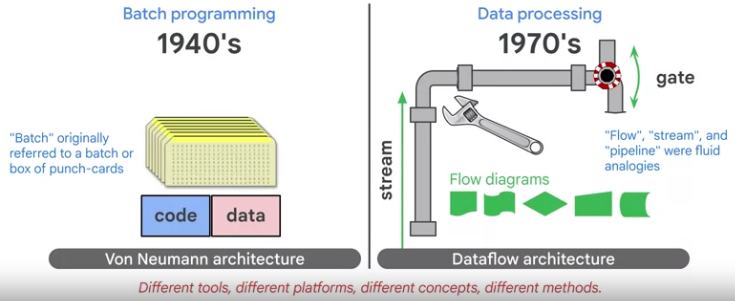 Batch programming
1940's
"Batch" originally
referred to a batch or
box of punch-cards
code
data
Von Neumann architecture
Data processing
1970's
gate
"Flow", "stream", and
"pipeline" were fluid
analogies
stream
Flow diagrams
Dataflow architecture
Different tools, different platforms, different concepts, different methods.